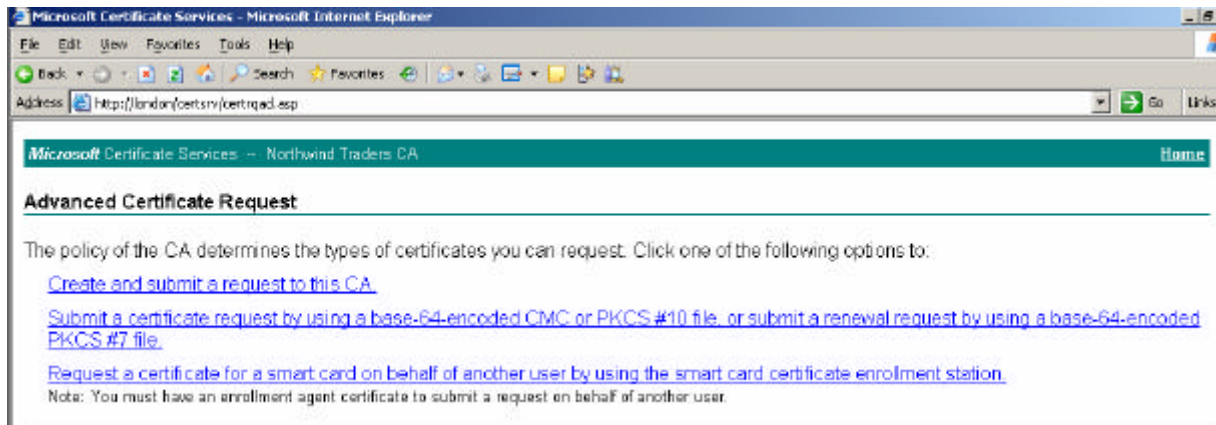 Microsoft Certificate Services - Microsoft Internet Explorer
File Edit View Favorites Tools Help
Back Search Favorites
Address http://london/certsrv/certrqad.asp Go Links
Microsoft Certificate Services -- Northwind Traders CA Home
Advanced Certificate Request
The policy of the CA determines the types of certificates you can request. Click one of the following options to:
Create and submit a request to this CA.
Submit a certificate request by using a base-64-encoded CMC or PKCS #10 file, or submit a renewal request by using a base-64-encoded
PKCS #7 file.
Request a certificate for a smart card on behalf of another user by using the smart card certificate enrollment station.
Note: You must have an enrollment agent certificate to submit a request on behalf of another user.